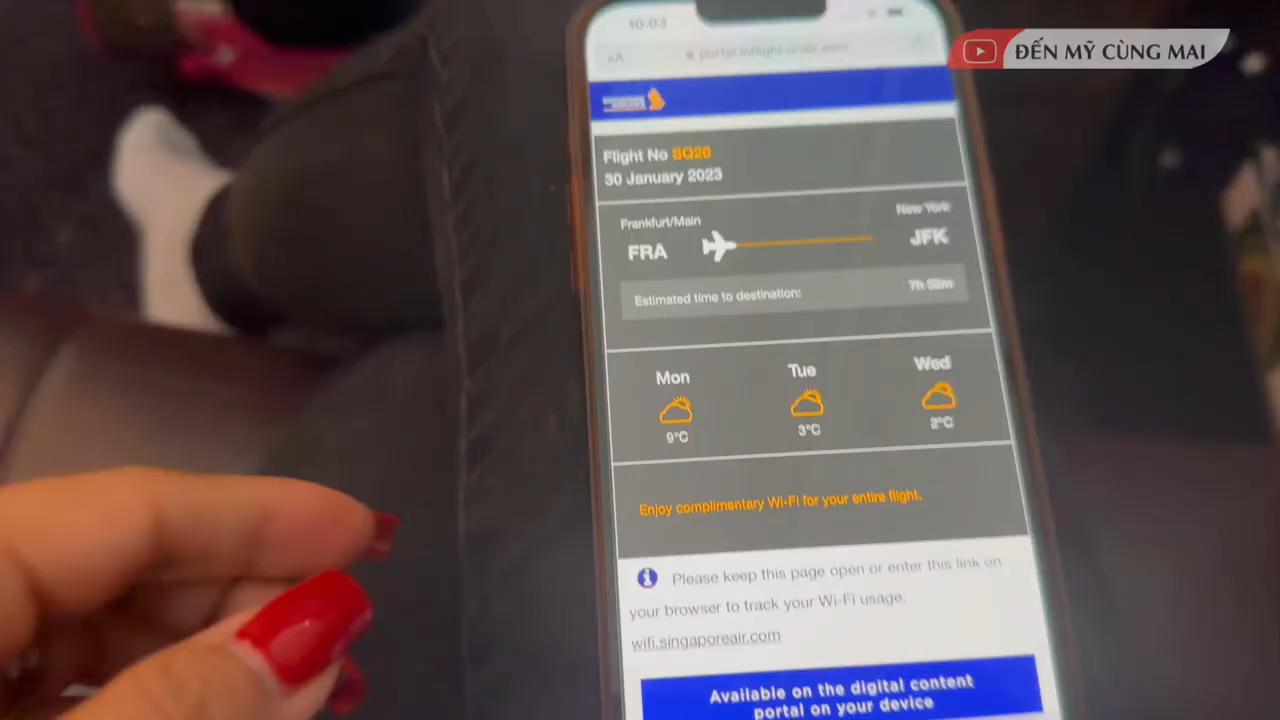 10:03
AA
ĐẾN MỸ CÙNG MAI
SINGAPORE AIRLINES
Flight No SQ26
30 January 2023
Frankfurt/Main
New York
FRA
JFK
Estimated time to destination:
Mon
Tue
Wed
9°C
3°C
2°C
Enjoy complimentary Wi-Fi for your entire flight.
Please keep this page open or enter this link on
your browser to track your Wi-Fi usage:
wifi.singaporeair.com
Available on the digital content
portal on your device